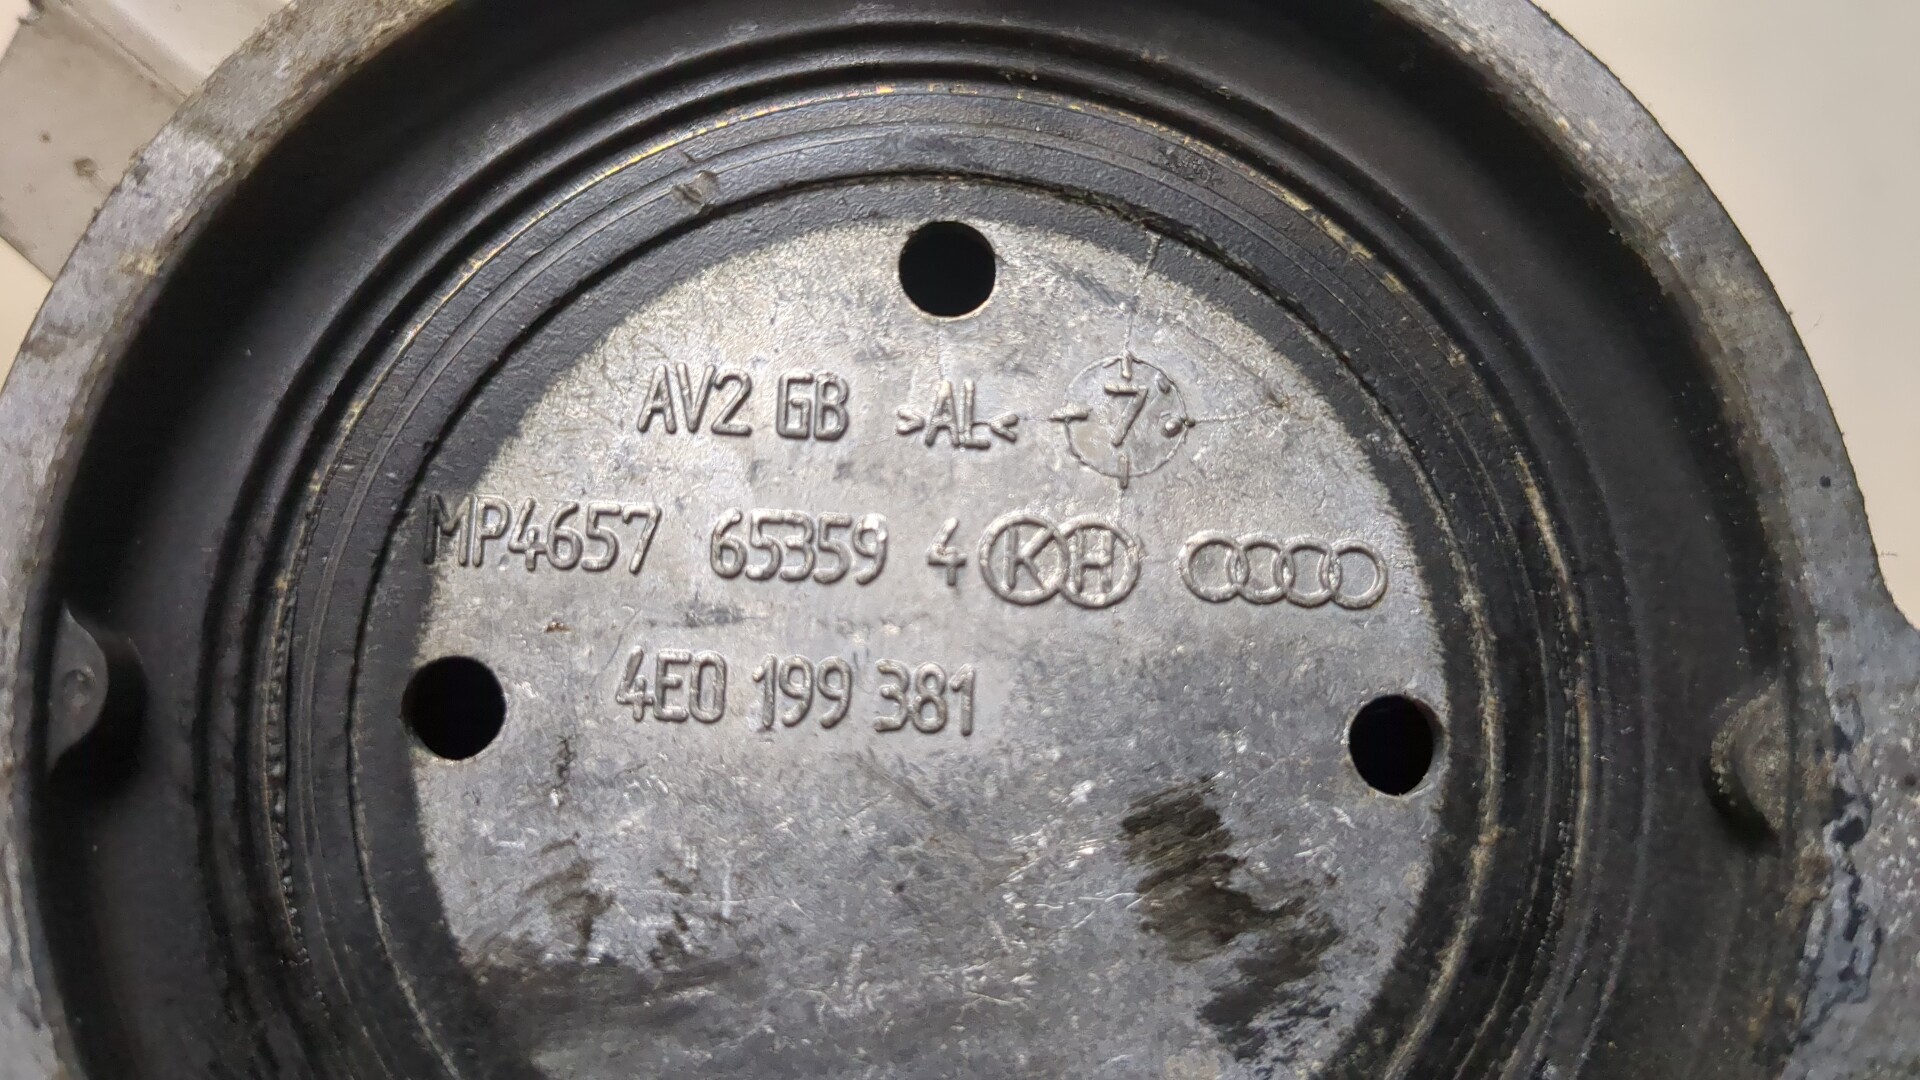 AV2 GB >AL< 7
MP4657 65359 4 KH
4E0 199 381